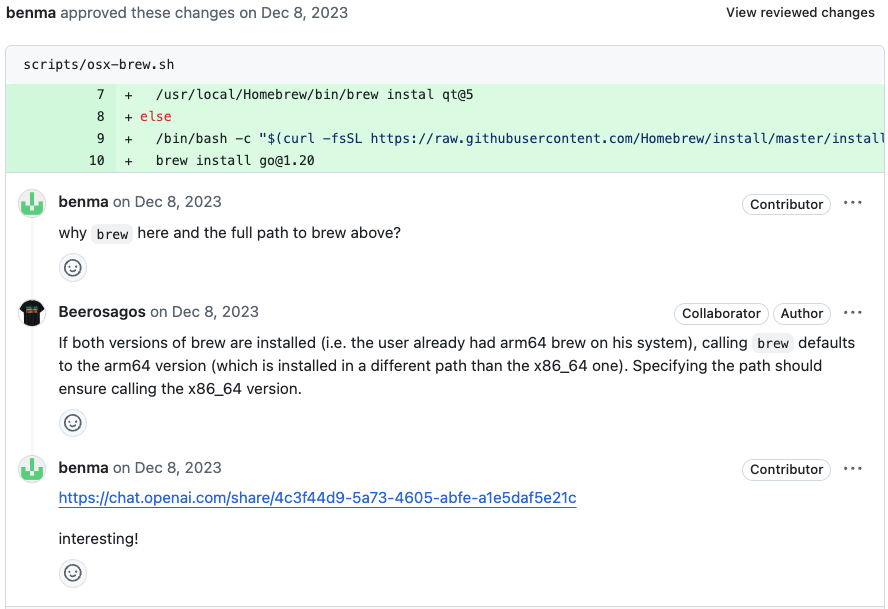 benma approved these changes on Dec 8, 2023
View reviewed changes
scripts/osx-brew.sh
7 + /usr/local/Homebrew/bin/brew instal qt@5
8 + else
9 + /bin/bash -c "$(curl -fsSL https://raw.githubusercontent.com/Homebrew/install/master/install
10 + brew install go@1.20
benma on Dec 8, 2023
Contributor
why brew here and the full path to brew above?
Beerosagos on Dec 8, 2023
Collaborator Author
If both versions of brew are installed (i.e. the user already had arm64 brew on his system), calling brew defaults
to the arm64 version (which is installed in a different path than the x86_64 one). Specifying the path should
ensure calling the x86_64 version.
benma on Dec 8, 2023
Contributor
https://chat.openai.com/share/4c3f44d9-5a73-4605-abfe-a1e5daf5e21c
interesting!